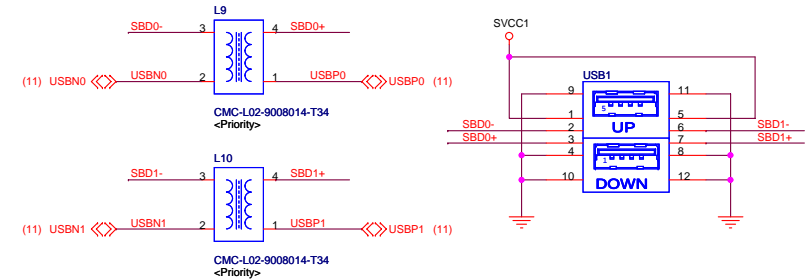 L9
SBD0- 3 4 SBD0+
(11) USBN0 USBN0 2 1 USBP0 USBP0 (11)
CMC-L02-9008014-T34
<Priority>
L10
SBD1- 3 4 SBD1+
(11) USBN1 USBN1 2 1 USBP1 USBP1 (11)
CMC-L02-9008014-T34
<Priority>
SVCC1
USB1
9 11
5
1 5
UP
SBD0- 2 6 SBD1-
SBD0+ 3 7 SBD1+
4 1 8
DOWN
10 12